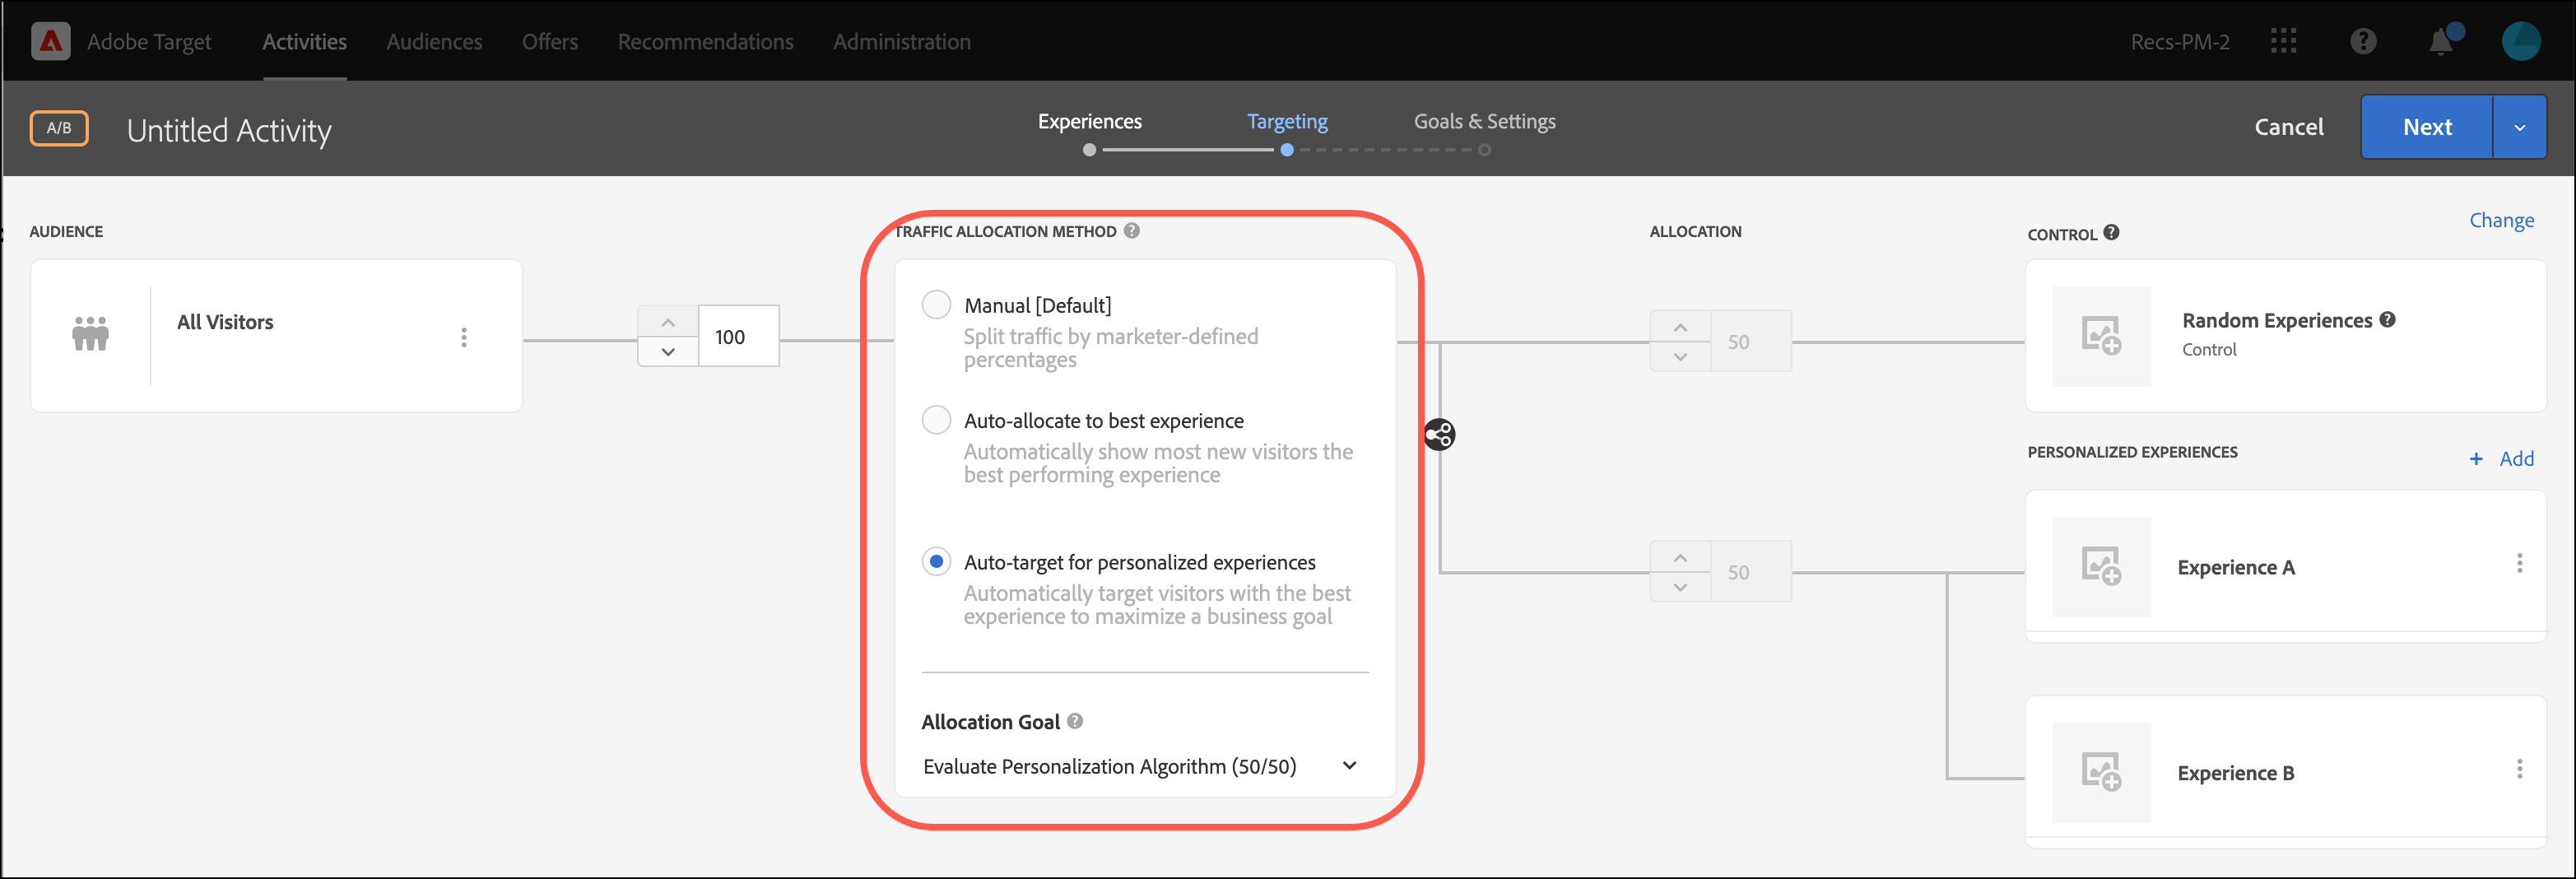 Adobe Target
Activities
Audiences
Offers
Recommendations
Administration
Recs-PM-2
A/B
Untitled Activity
Experiences
Targeting
Goals & Settings
Cancel
Next
AUDIENCE
All Visitors
100
TRAFFIC ALLOCATION METHOD
Manual [Default]
Split traffic by marketer-defined
percentages
Auto-allocate to best experience
Automatically show most new visitors the
best performing experience
Auto-target for personalized experiences
Automatically target visitors with the best
experience to maximize a business goal
Allocation Goal
Evaluate Personalization Algorithm (50/50)
ALLOCATION
50
50
CONTROL
Change
Random Experiences
Control
PERSONALIZED EXPERIENCES
+ Add
Experience A
Experience B